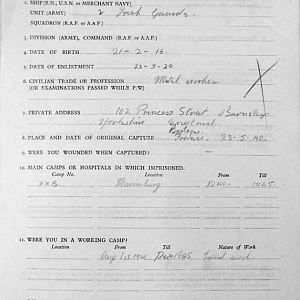 1. SHIP (R.N., U.S.N. or MERCHANT NAVY)
UNIT (ARMY) 2 Irish Guards
SQUADRON (R.A.F. or A.A.F.)
3. DIVISION (ARMY), COMMAND (R.A.F. or A.A.F.)
4. DATE OF BIRTH 21-2-16.
5. DATE OF ENLISTMENT 23-5-39.
6. CIVILIAN TRADE OR PROFESSION Metal worker
(OR EXAMINATIONS PASSED WHILE P/W)
7. PRIVATE ADDRESS 102 Princess Street Barnsley
Yorkshire England
8. PLACE AND DATE OF ORIGINAL CAPTURE France. 23-5-40.
9. WERE YOU WOUNDED WHEN CAPTURED? —
10. MAIN CAMPS OR HOSPITALS IN WHICH IMPRISONED.
Camp No. Location From Till
XXB. Marienburg 1940. 1945.
11. WERE YOU IN A WORKING CAMP?
Location From Till Nature of Work
Aug 1st 1940 1945 work.